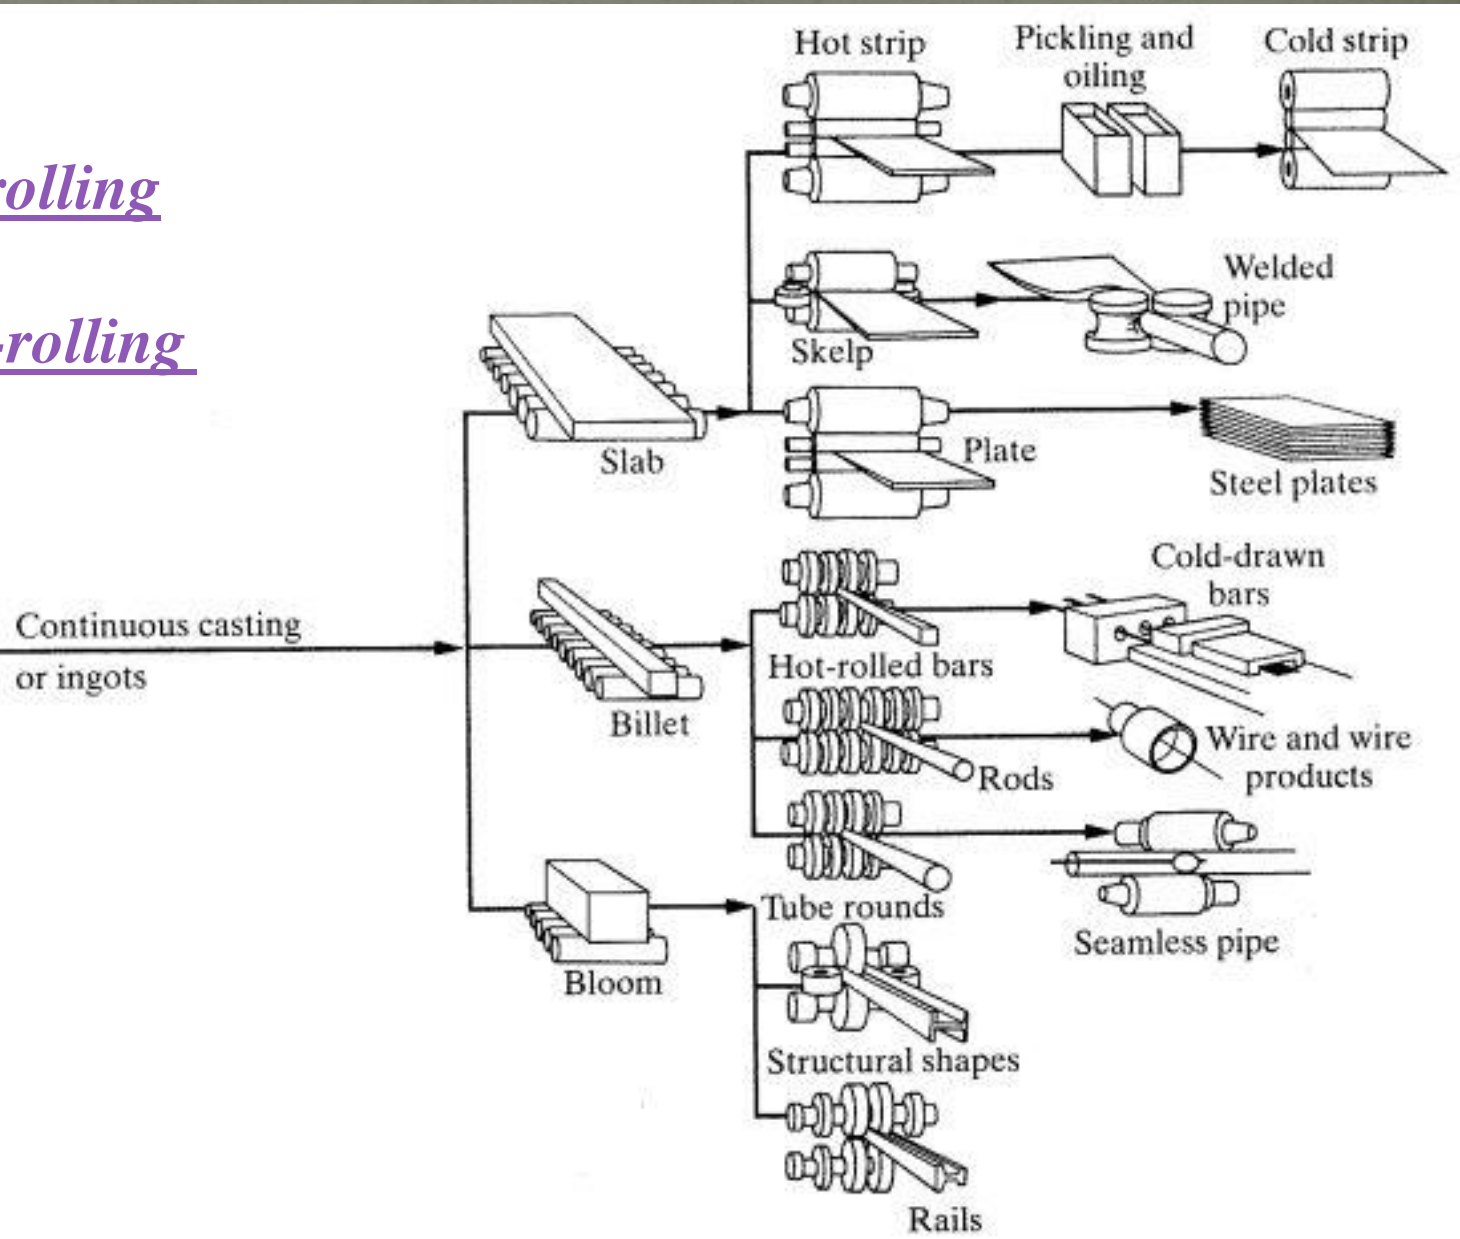 rolling
-rolling
Hot strip
Pickling and
oiling
Cold strip
Welded
pipe
Skelp
Slab
Plate
Steel plates
Cold-drawn
bars
Continuous casting
or ingots
Hot-rolled bars
Billet
Wire and wire
products
Rods
Tube rounds
Seamless pipe
Bloom
Structural shapes
Rails